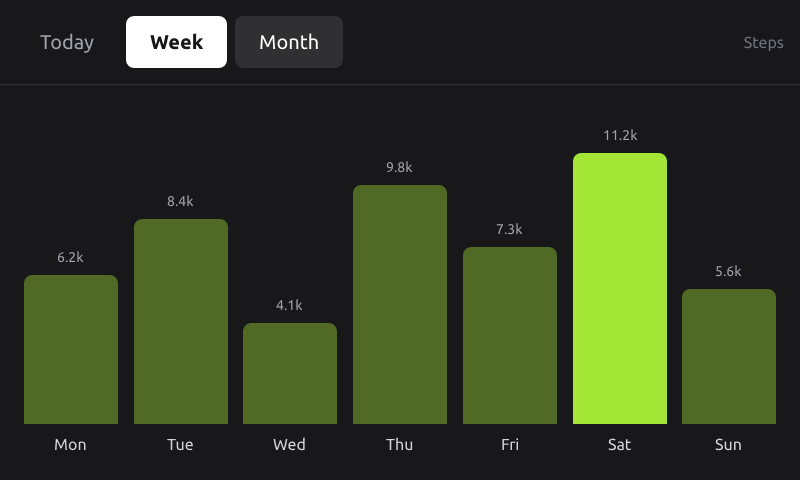 Today Week Month Steps
11.2k
9.8k
8.4k
7.3k
6.2k
5.6k
4.1k
Mon Tue Wed Thu Fri Sat Sun